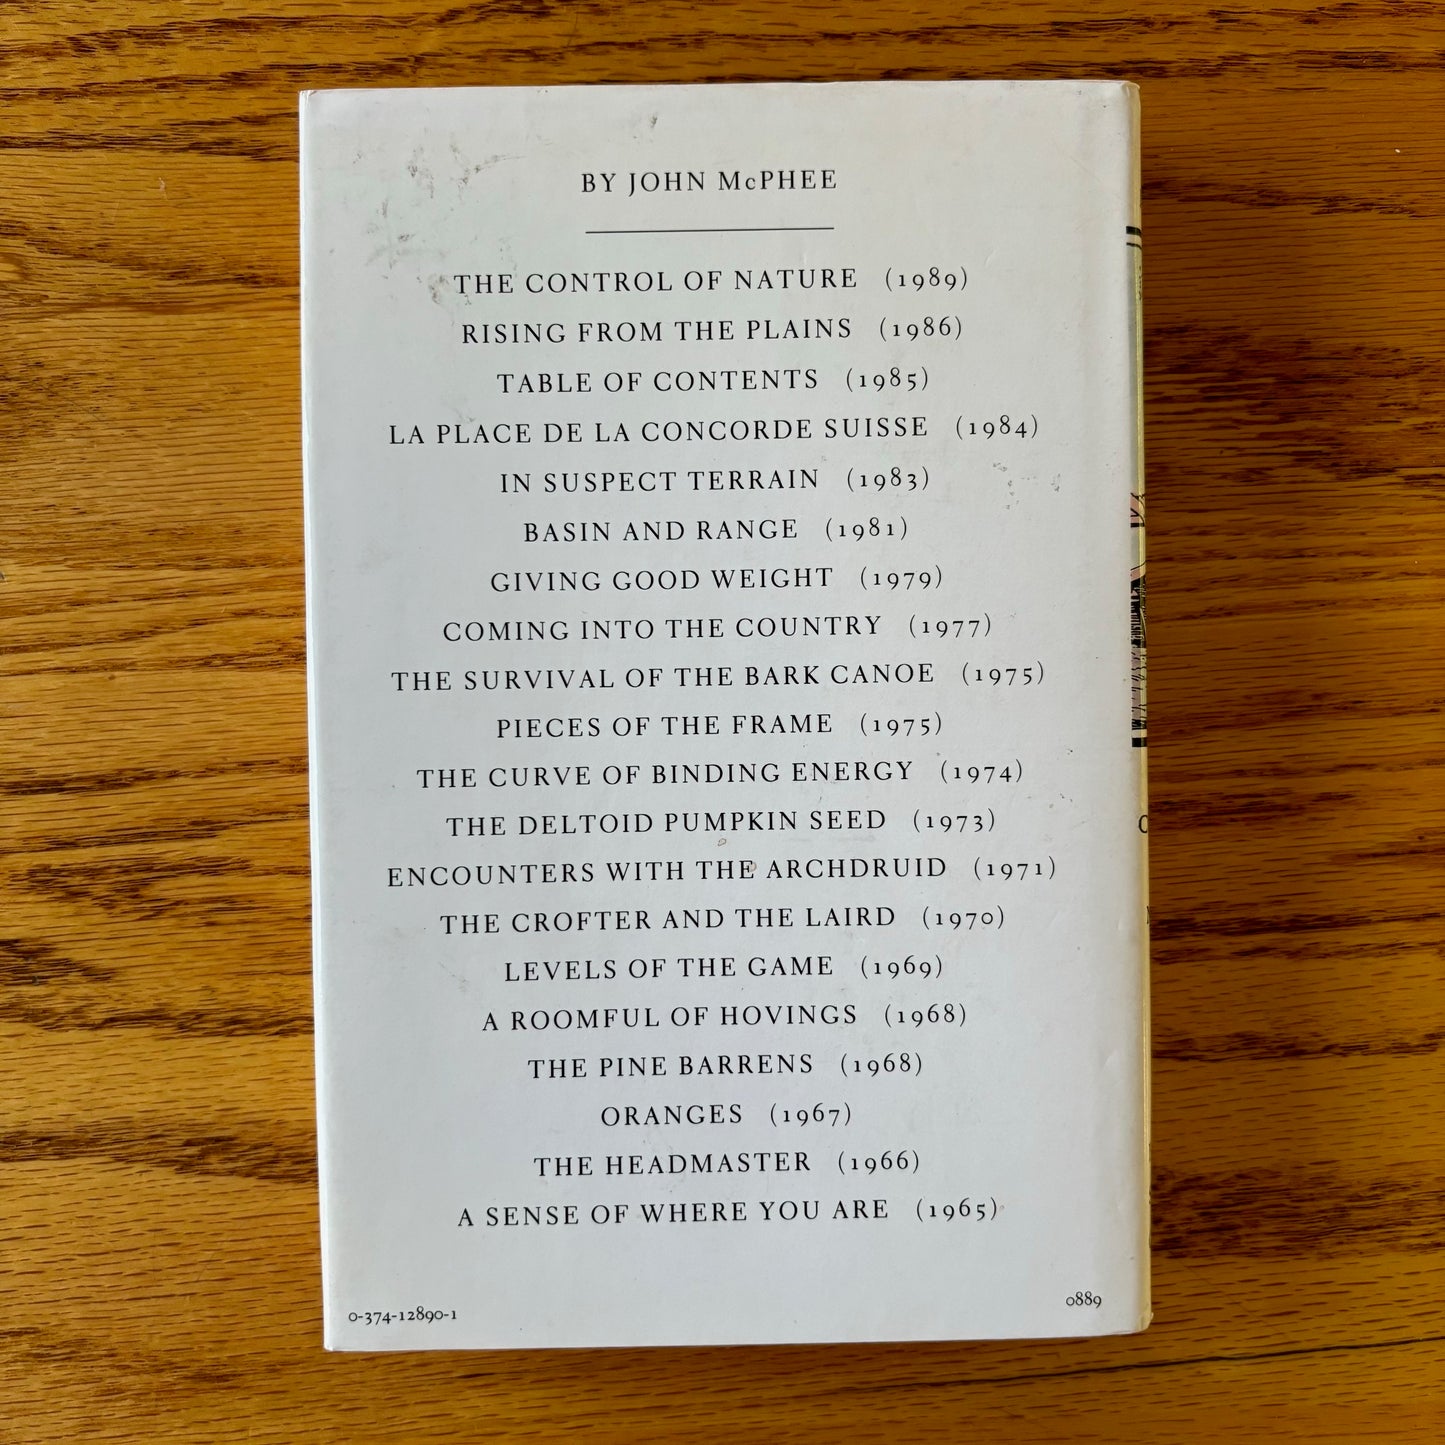 BY JOHN McPHEE
THE CONTROL OF NATURE (1989)
RISING FROM THE PLAINS (1986)
TABLE OF CONTENTS (1985)
LA PLACE DE LA CONCORDE SUISSE (1984)
IN SUSPECT TERRAIN (1983)
BASIN AND RANGE (1981)
GIVING GOOD WEIGHT (1979)
COMING INTO THE COUNTRY (1977)
THE SURVIVAL OF THE BARK CANOE (1975)
PIECES OF THE FRAME (1975)
THE CURVE OF BINDING ENERGY (1974)
THE DELTOID PUMPKIN SEED (1973)
ENCOUNTERS WITH THE ARCHDRUID (1971)
THE CROFTER AND THE LAIRD (1970)
LEVELS OF THE GAME (1969)
A ROOMFUL OF HOVINGS (1968)
THE PINE BARRENS (1968)
ORANGES (1967)
THE HEADMASTER (1966)
A SENSE OF WHERE YOU ARE (1965)
0-374-12890-1
0889